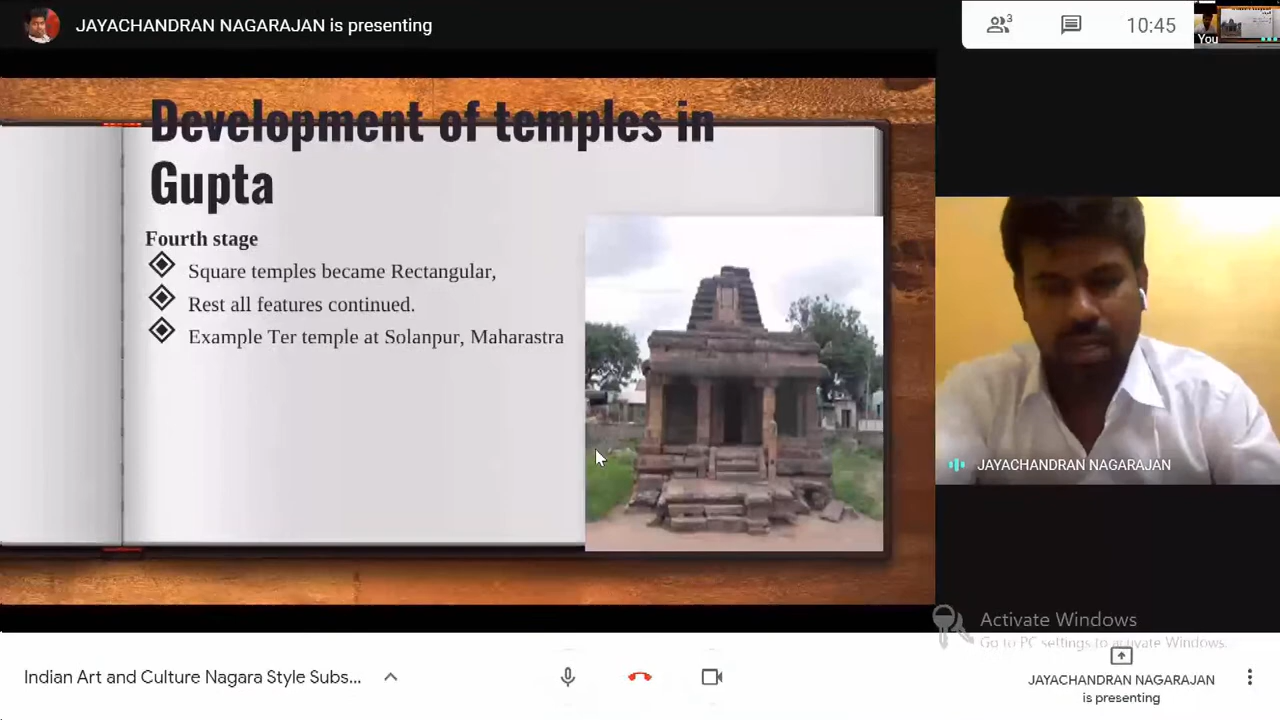 JAYACHANDRAN NAGARAJAN is presenting
3
10:45
You
Development of temples in
Gupta
Fourth stage
Square temples became Rectangular,
Rest all features continued.
Example Ter temple at Solanpur, Maharastra
JAYACHANDRAN NAGARAJAN
Activate Windows
Go to PC settings to activate Windows.
Indian Art and Culture Nagara Style Subs...
JAYACHANDRAN NAGARAJAN
is presenting